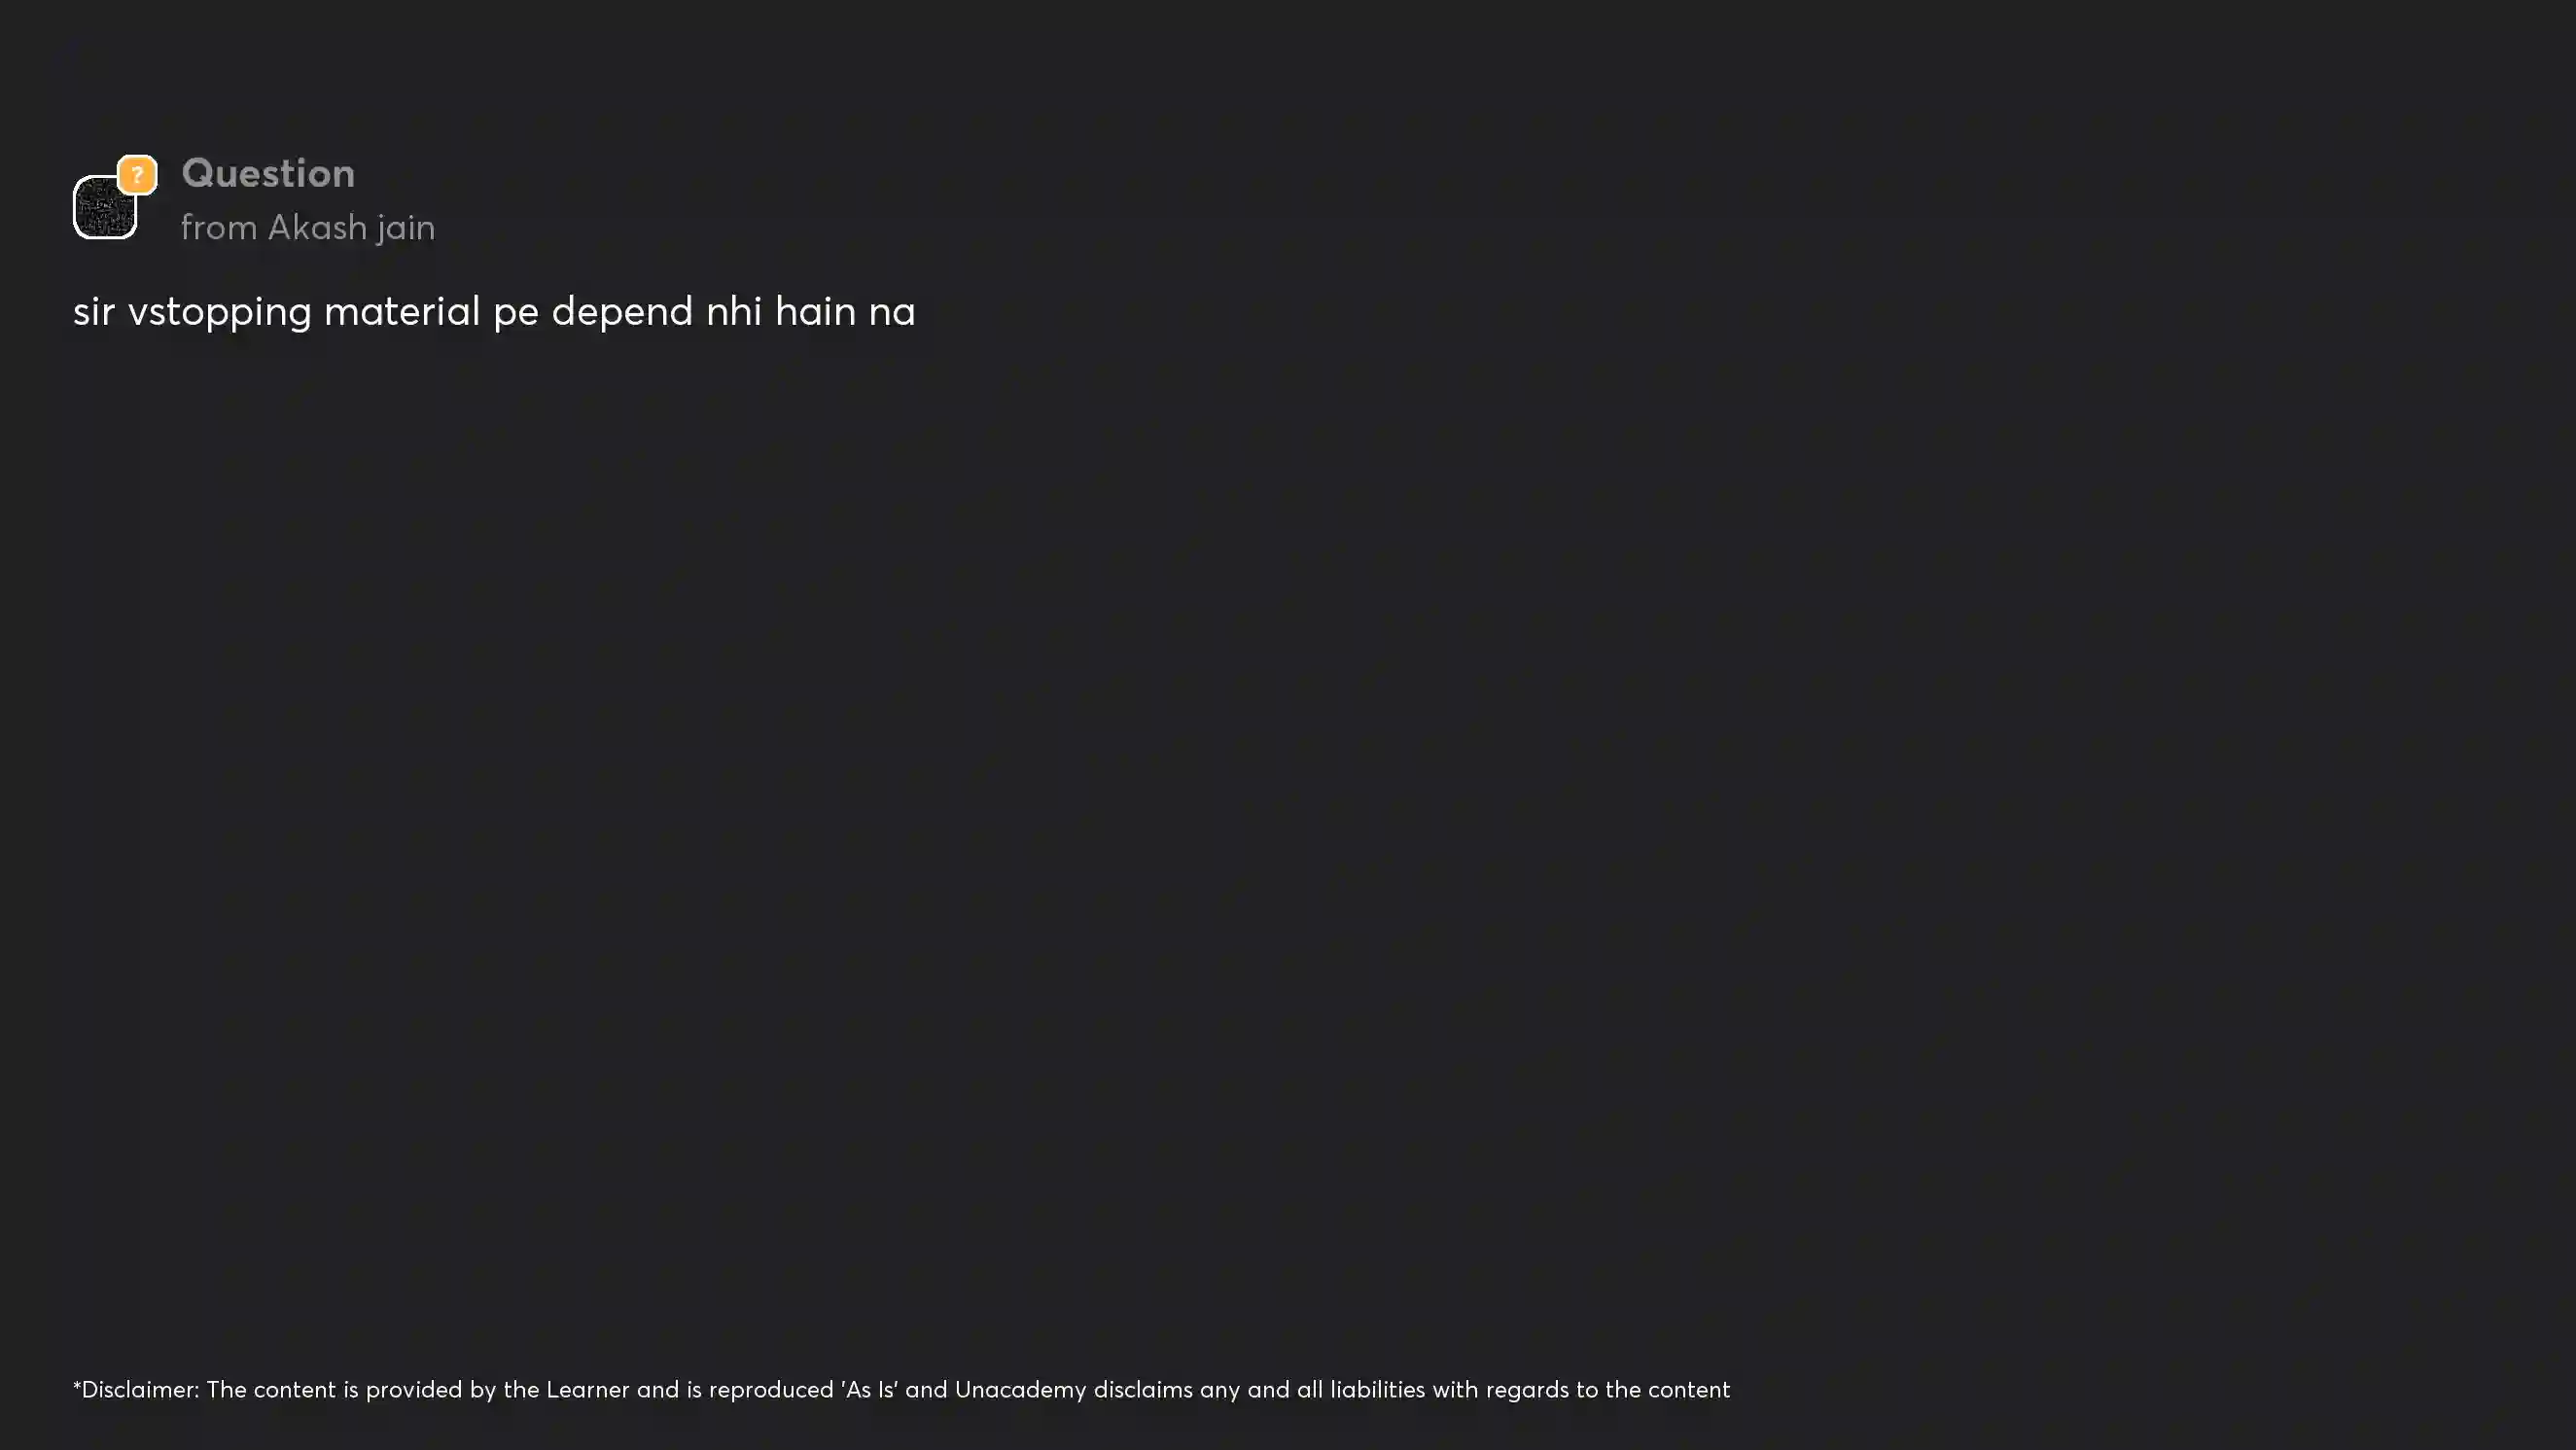 ?
Question
from Akash jain
sir vstopping material pe depend nhi hain na
*Disclaimer: The content is provided by the Learner and is reproduced 'As Is' and Unacademy disclaims any and all liabilities with regards to the content